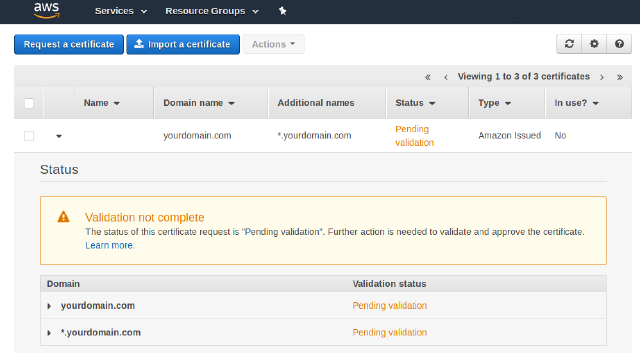 aws Services Resource Groups
Request a certificate Import a certificate Actions
Viewing 1 to 3 of 3 certificates
Name Domain name Additional names Status Type In use?
yourdomain.com *.yourdomain.com Pending validation Amazon Issued No
Status
Validation not complete
The status of this certificate request is "Pending validation". Further action is needed to validate and approve the certificate.
Learn more.
Domain Validation status
yourdomain.com Pending validation
*.yourdomain.com Pending validation